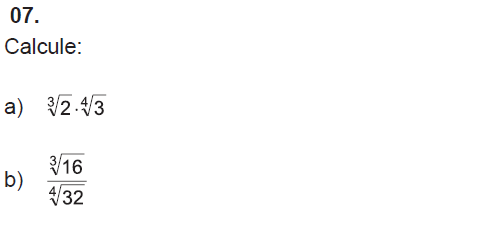 07.
Calcule:
a) ∛2 · ∜3
b) ∛16 / ∜32